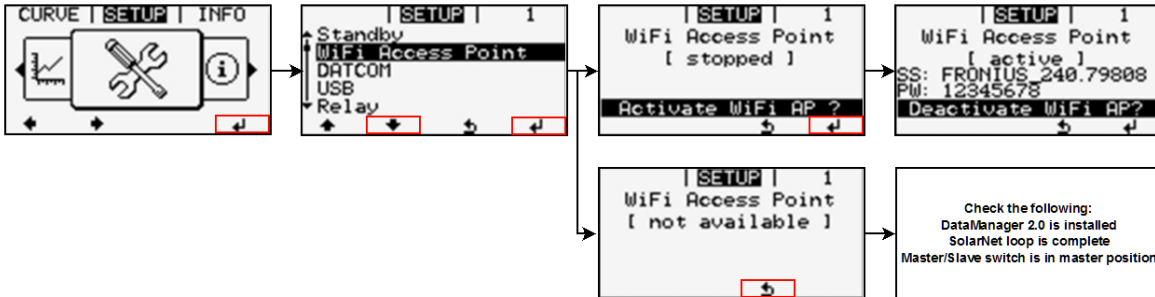 CURVE | SETUP | INFO
| SETUP | 1
Standby
WiFi Access Point
DATCOM
USB
Relay
| SETUP | 1
WiFi Access Point
[ stopped ]
Activate WiFi AP ?
| SETUP | 1
WiFi Access Point
[ active ]
SS: FRONIUS_240.79808
PW: 12345678
Deactivate WiFi AP?
| SETUP | 1
WiFi Access Point
[ not available ]
Check the following:
DataManager 2.0 is installed
SolarNet loop is complete
Master/Slave switch is in master position